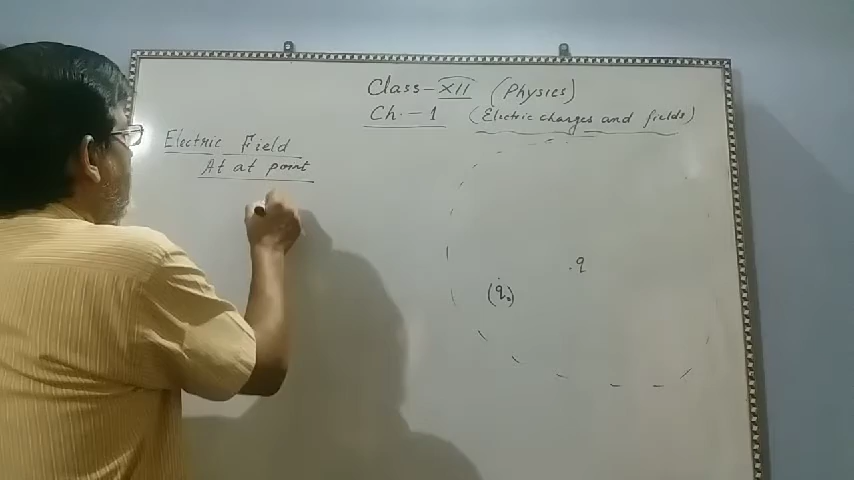 Class-XII (Physics)
Ch.-1 (Electric charges and fields)
Electric Field
At at point
.q
(q₀)